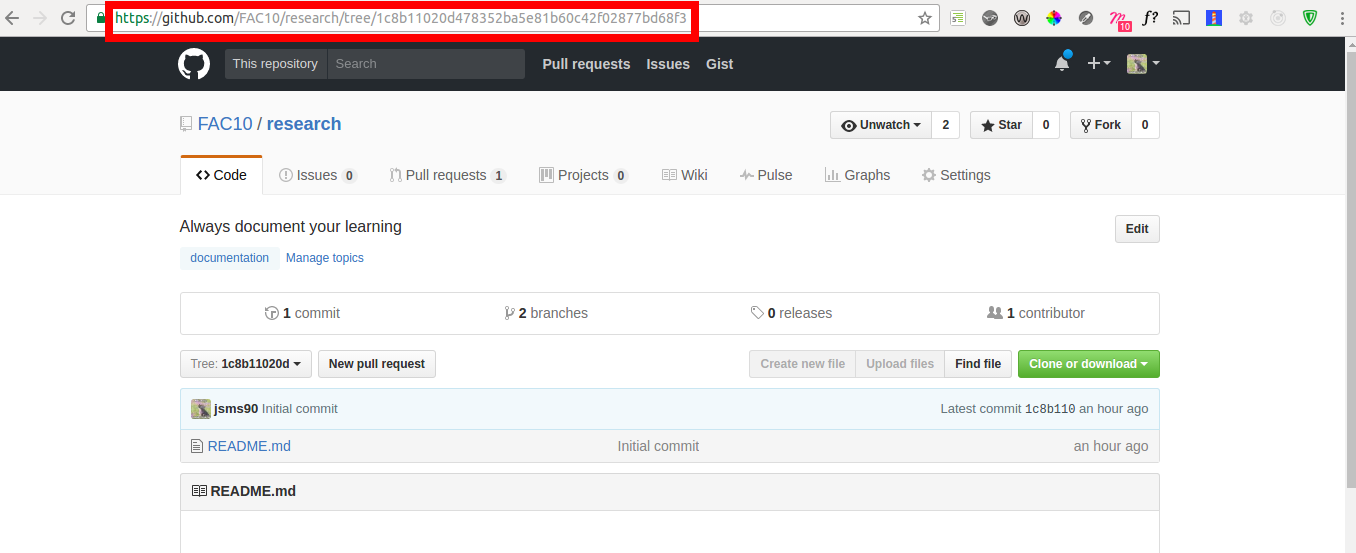 https://github.com/FAC10/research/tree/1c8b11020d478352ba5e81b60c42f02877bd68f3
10
f?
This repository Search Pull requests Issues Gist
FAC10 / research Unwatch 2 Star 0 Fork 0
Code Issues 0 Pull requests 1 Projects 0 Wiki Pulse Graphs Settings
Always document your learning Edit
documentation Manage topics
1 commit 2 branches 0 releases 1 contributor
Tree: 1c8b11020d New pull request Create new file Upload files Find file Clone or download
jsms90 Initial commit Latest commit 1c8b110 an hour ago
README.md Initial commit an hour ago
README.md